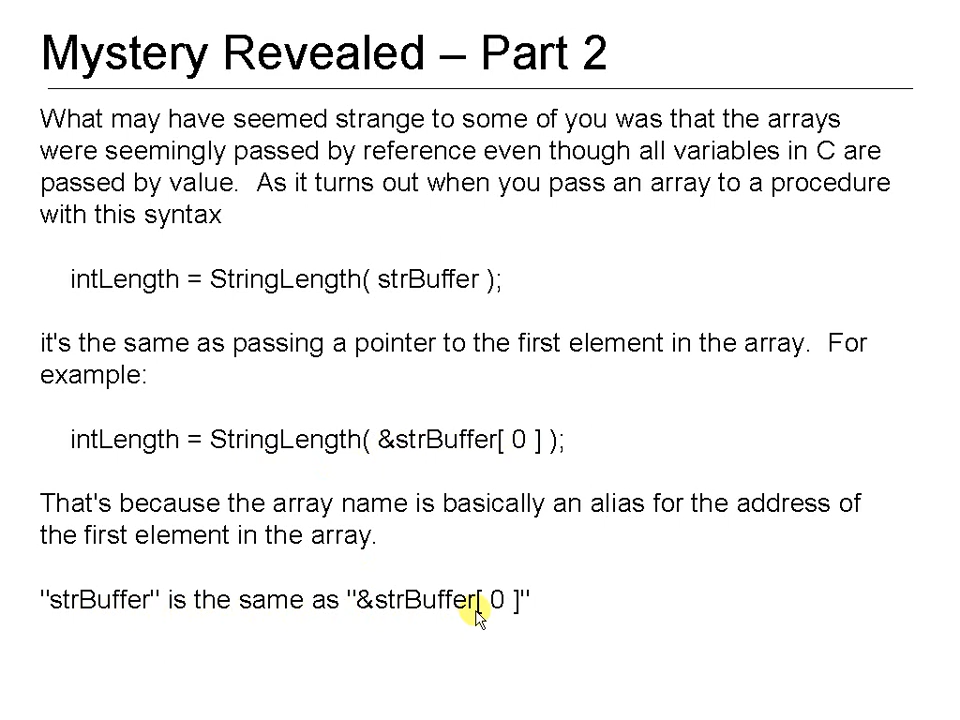 Mystery Revealed – Part 2
What may have seemed strange to some of you was that the arrays
were seemingly passed by reference even though all variables in C are
passed by value.  As it turns out when you pass an array to a procedure
with this syntax
intLength = StringLength( strBuffer );
it's the same as passing a pointer to the first element in the array.  For
example:
intLength = StringLength( &strBuffer[ 0 ] );
That's because the array name is basically an alias for the address of
the first element in the array.
"strBuffer" is the same as "&strBuffer[ 0 ]"